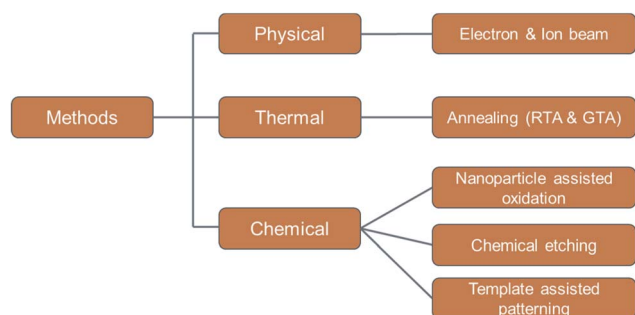 Physical
Electron & Ion beam
Methods
Thermal
Annealing (RTA & GTA)
Nanoparticle assisted
oxidation
Chemical
Chemical etching
Template assisted
patterning